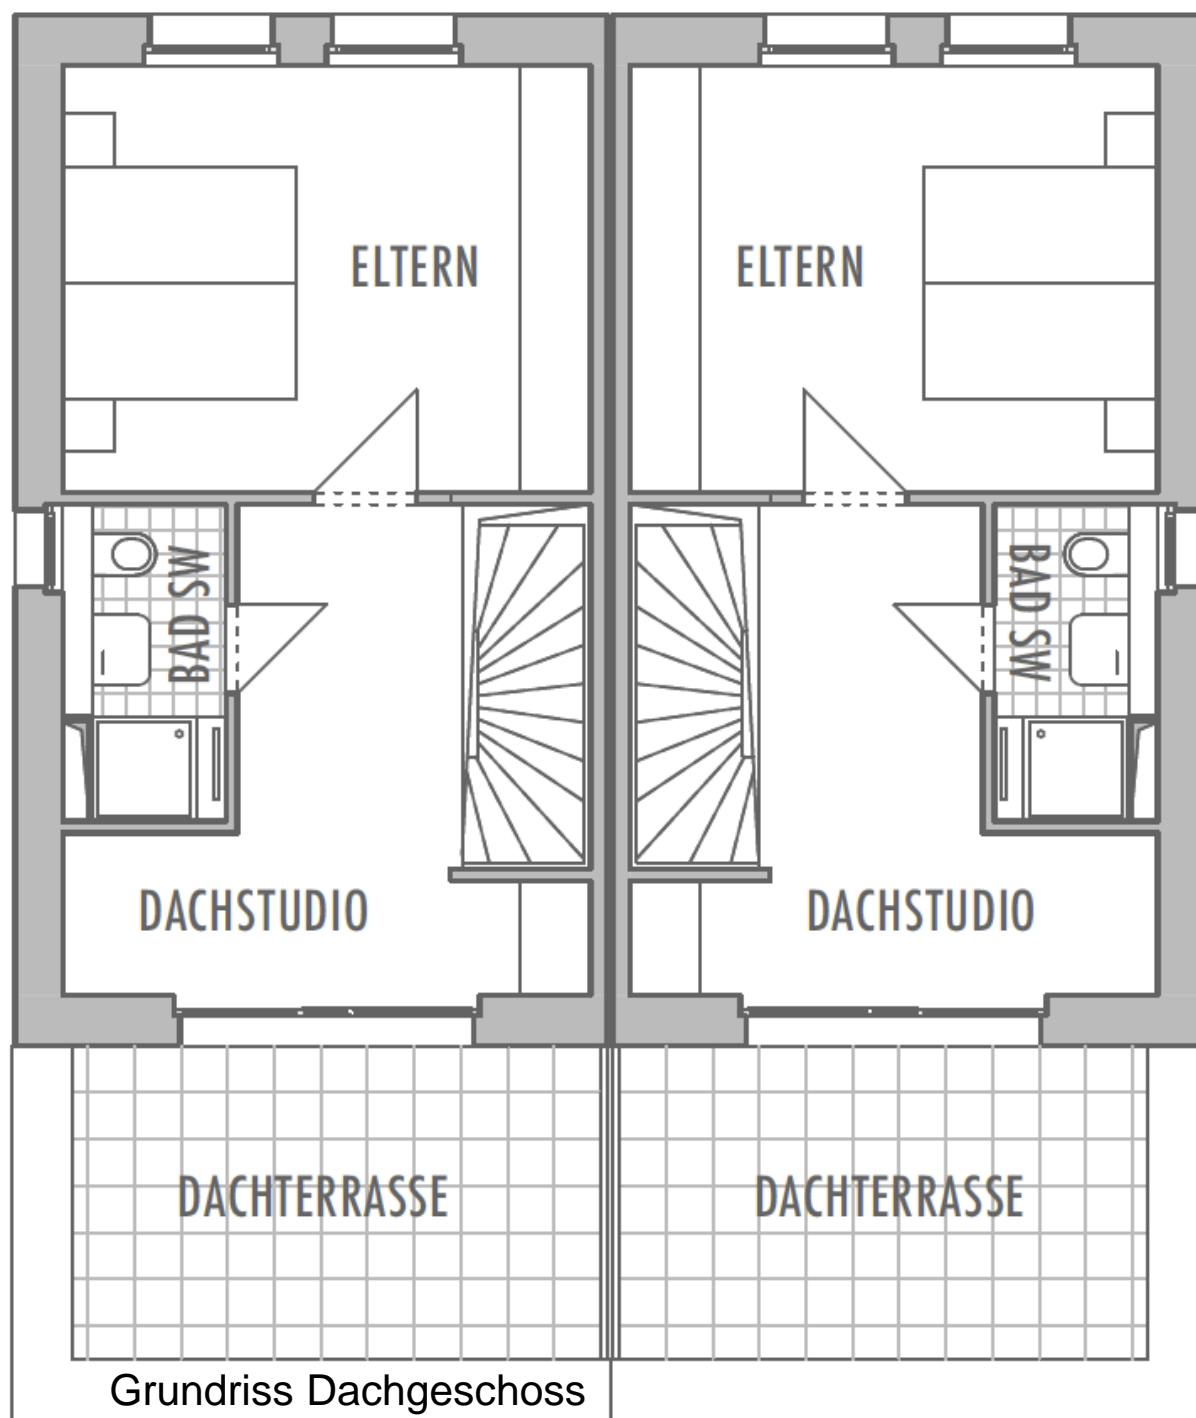 ELTERN
ELTERN
BAD SW
BAD SW
DACHSTUDIO
DACHSTUDIO
DACHTERRASSE
DACHTERRASSE
Grundriss Dachgeschoss